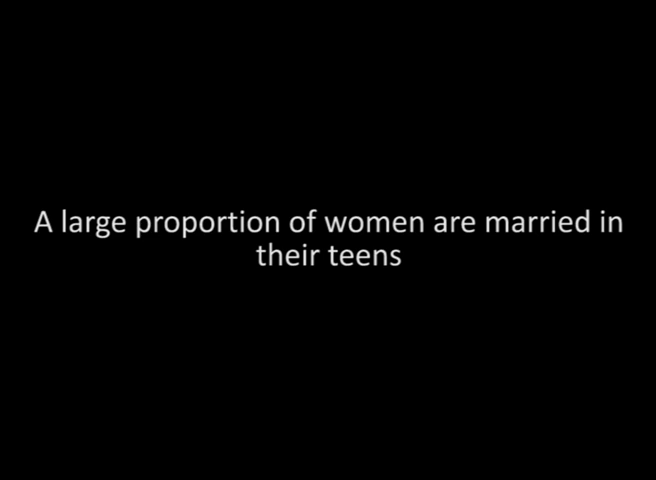 A large proportion of women are married in
their teens